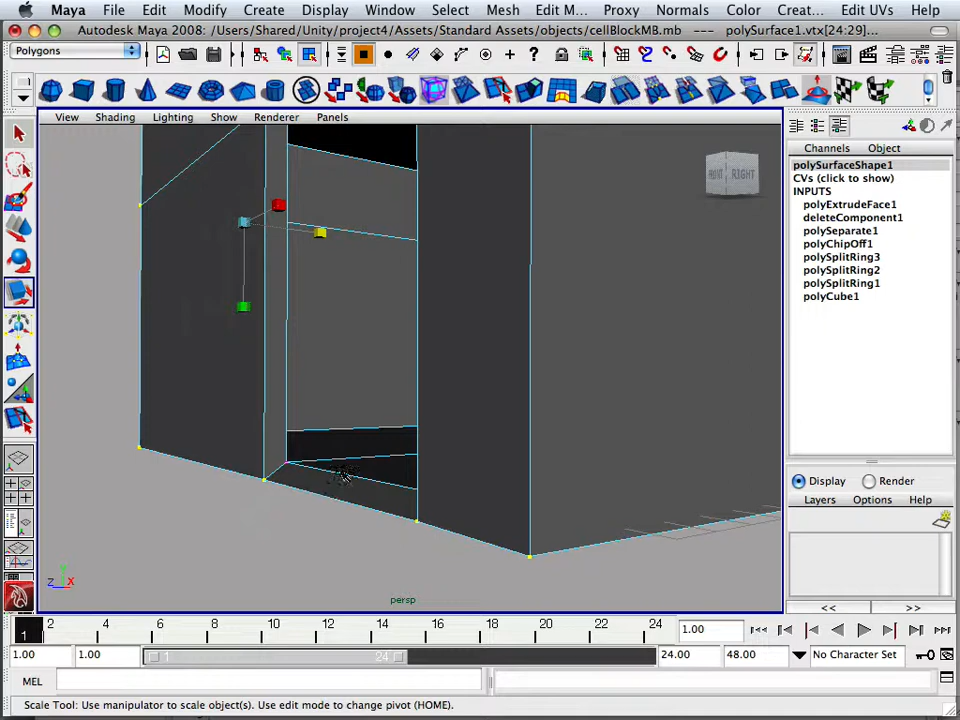 Maya File Edit Modify Create Display Window Select Mesh Edit M... Proxy Normals Color Creat... Edit UVs Help
Autodesk Maya 2008: /Users/Shared/Unity/project4/Assets/Standard Assets/objects/cellBlockMB.mb --- polySurface1.vtx[24:29]...
Polygons
View Shading Lighting Show Renderer Panels
Channels Object
polySurfaceShape1
CVs (click to show)
INPUTS
polyExtrudeFace1
deleteComponent1
polySeparate1
polyChipOff1
polySplitRing3
polySplitRing2
polySplitRing1
polyCube1
FRONT RIGHT
Display Render
Layers Options Help
Y
Z X
persp
<< >>
2 4 6 8 10 12 14 16 18 20 22 24
1
1.00
1.00 1.00 1 24 24.00 48.00 No Character Set
MEL
Scale Tool: Use manipulator to scale object(s). Use edit mode to change pivot (HOME).